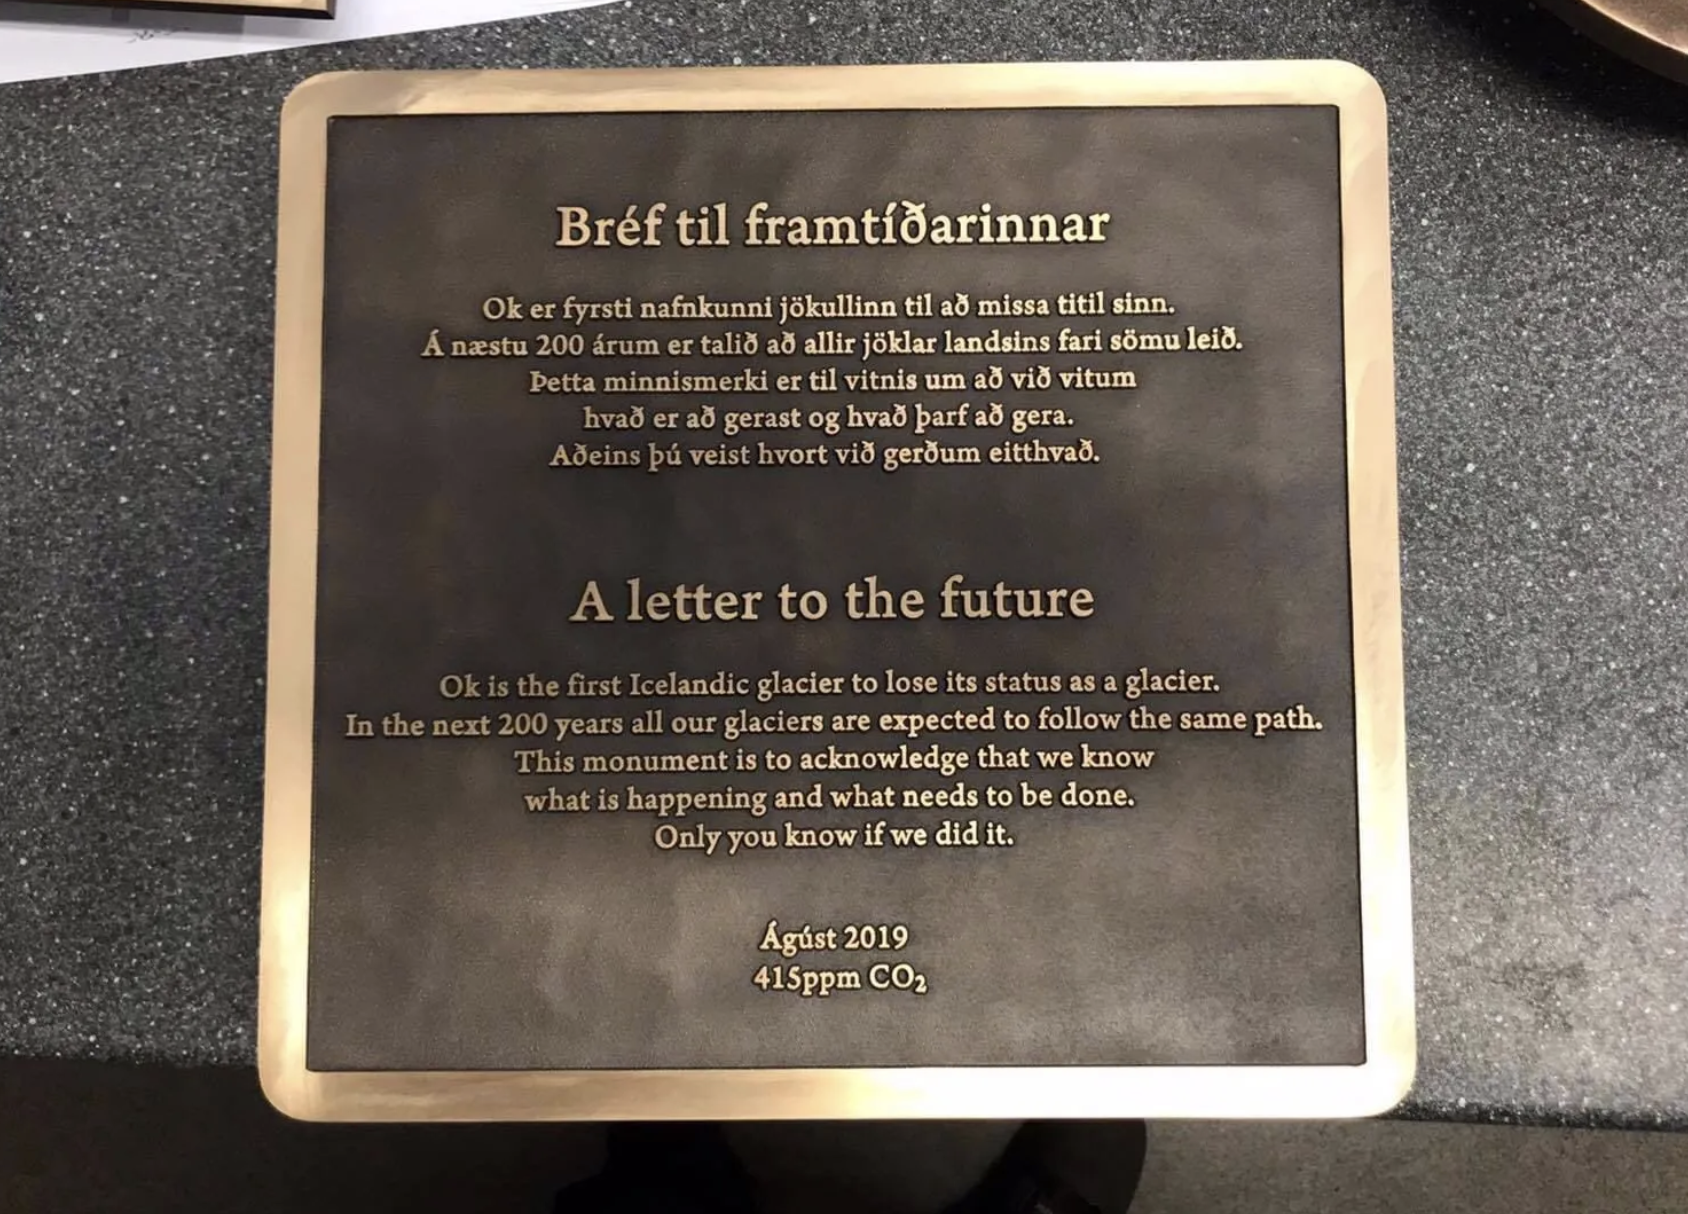 Bréf til framtíðarinnar
Ok er fyrsti nafnkunni jökullinn til að missa titil sinn.
Á næstu 200 árum er talið að allir jöklar landsins fari sömu leið.
Þetta minnismerki er til vitnis um að við vitum
hvað er að gerast og hvað þarf að gera.
Aðeins þú veist hvort við gerðum eitthvað.
A letter to the future
Ok is the first Icelandic glacier to lose its status as a glacier.
In the next 200 years all our glaciers are expected to follow the same path.
This monument is to acknowledge that we know
what is happening and what needs to be done.
Only you know if we did it.
Ágúst 2019
415ppm CO₂